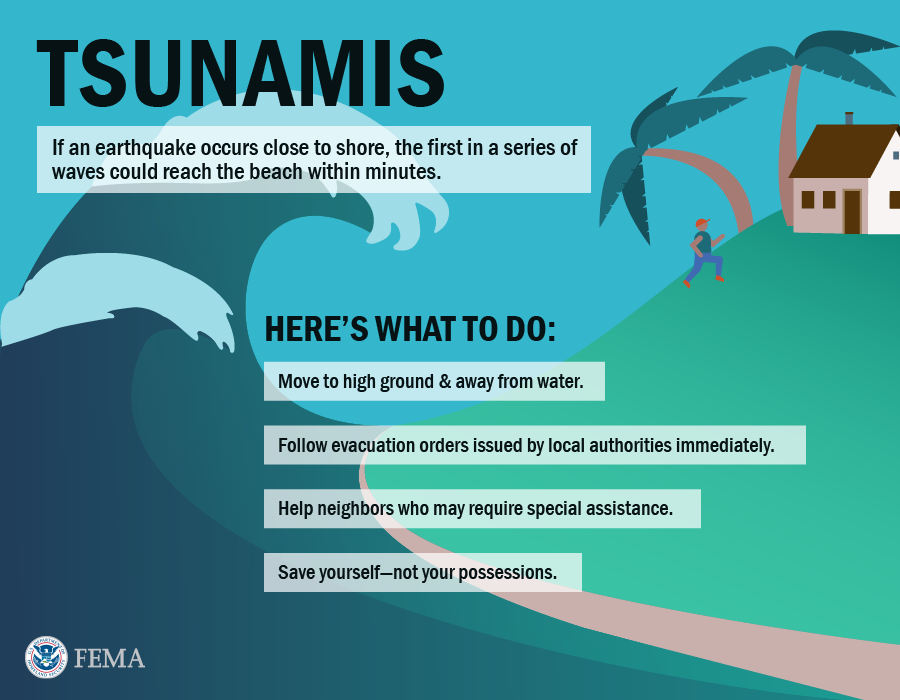 TSUNAMIS
If an earthquake occurs close to shore, the first in a series of
waves could reach the beach within minutes.
HERE'S WHAT TO DO:
Move to high ground & away from water.
Follow evacuation orders issued by local authorities immediately.
Help neighbors who may require special assistance.
Save yourself—not your possessions.
FEMA